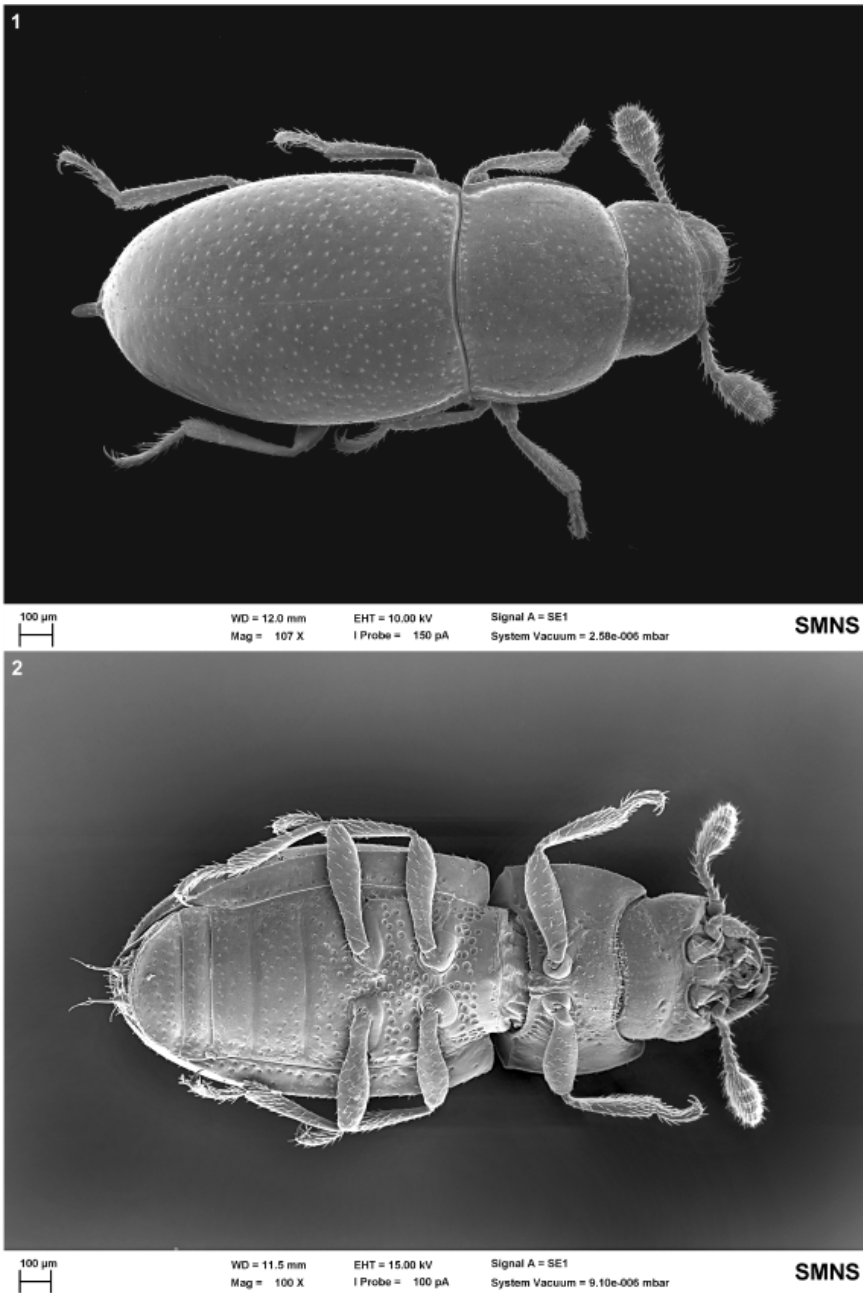 1
100 µm
WD = 12.0 mm EHT = 10.00 kV Signal A = SE1
Mag = 107 X I Probe = 150 pA System Vacuum = 2.58e-006 mbar
SMNS
2
100 µm
WD = 11.5 mm EHT = 15.00 kV Signal A = SE1
Mag = 100 X I Probe = 100 pA System Vacuum = 9.10e-006 mbar
SMNS